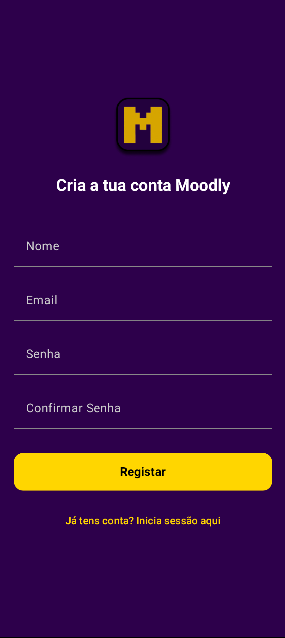 M
Cria a tua conta Moodly
Nome
Email
Senha
Confirmar Senha
Registar
Já tens conta? Inicia sessão aqui